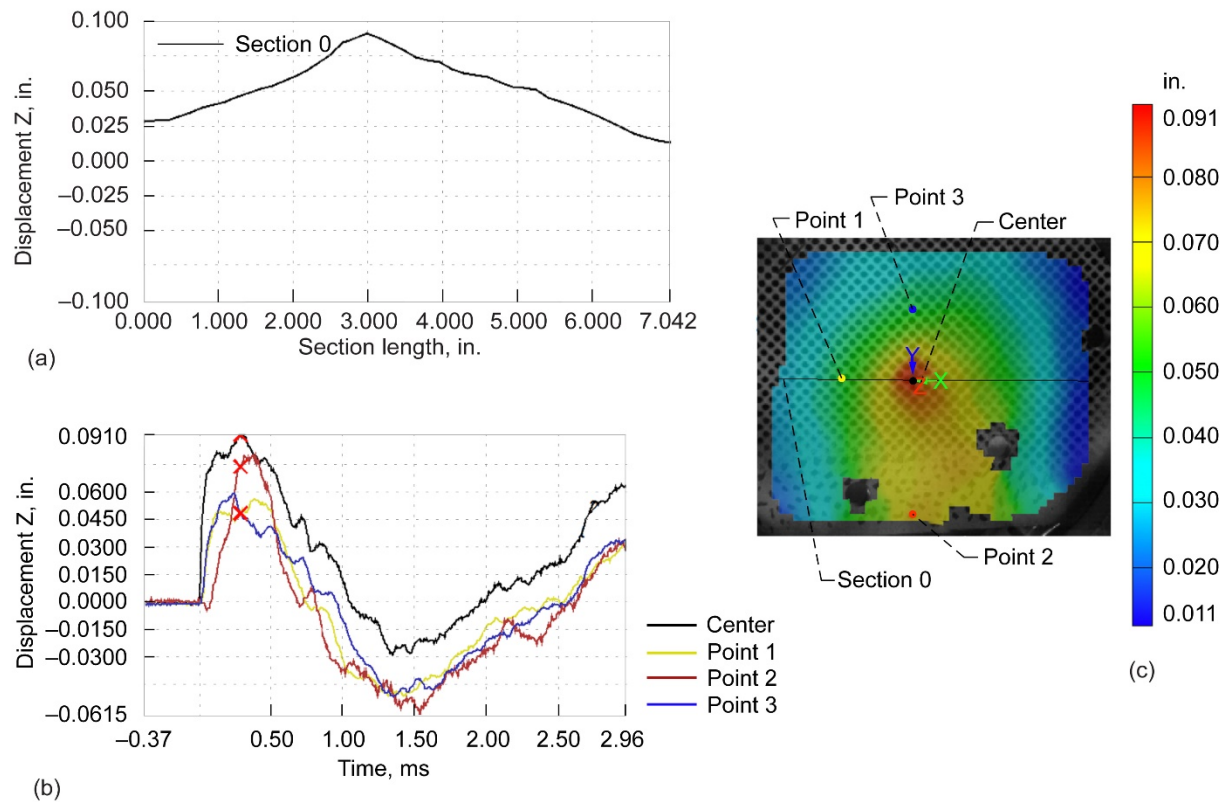 0.100
0.050
0.025
0.000
–0.025
–0.050
–0.100
Displacement Z, in.
Section 0
0.000 1.000 2.000 3.000 4.000 5.000 6.000 7.042
Section length, in.
(a)
0.0910
0.0600
0.0450
0.0300
0.0000
–0.0150
–0.0300
–0.0615
Displacement Z, in.
–0.37 0.50 1.00 1.50 2.00 2.50 2.96
Time, ms
(b)
Center
Point 1
Point 2
Point 3
Point 3
Point 1
Center
Y
Z
X
Point 2
Section 0
in.
0.091
0.080
0.070
0.060
0.050
0.040
0.030
0.020
0.011
(c)